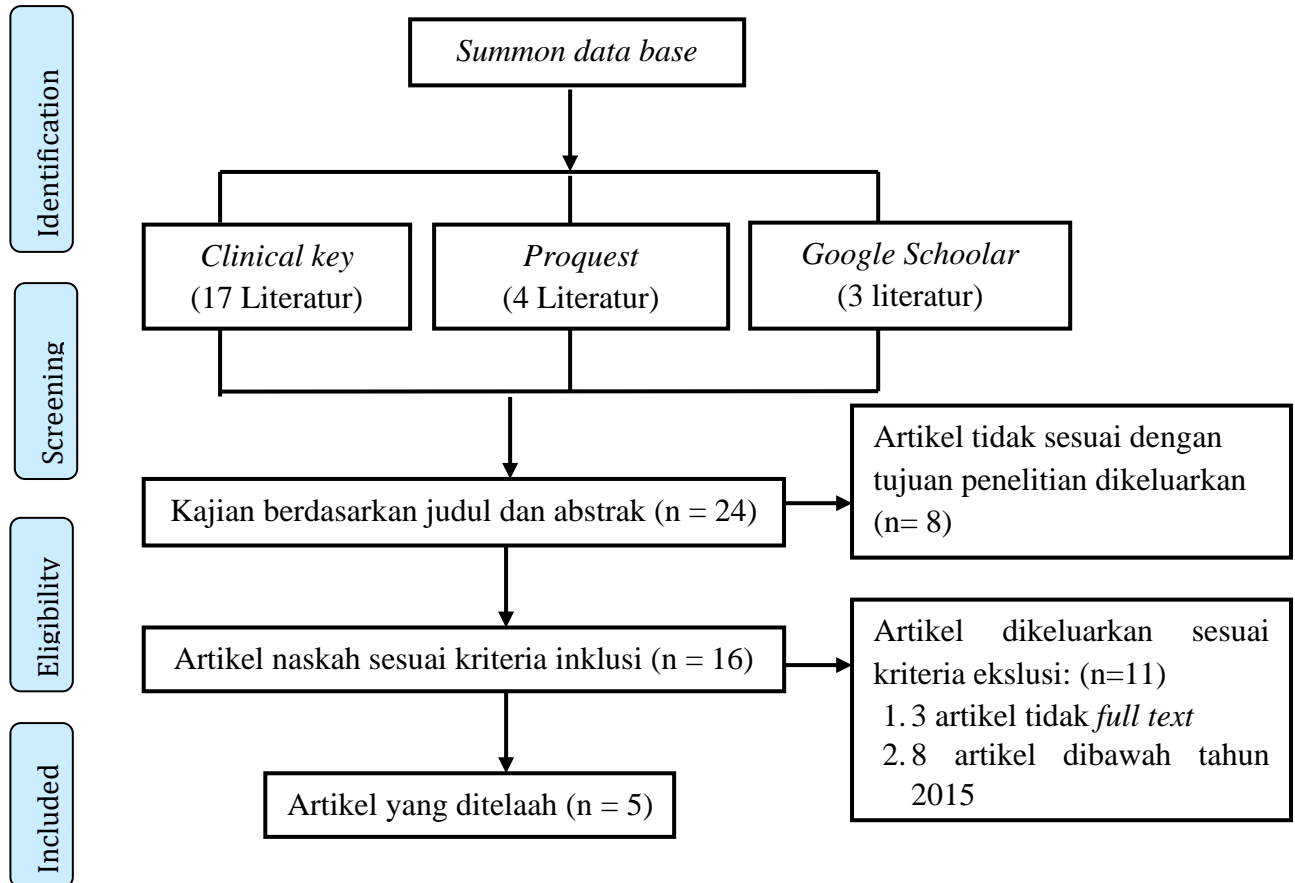 Identification
Summon data base
Clinical key
(17 Literatur)
Proquest
(4 Literatur)
Google Schoolar
(3 literatur)
Screening
Kajian berdasarkan judul dan abstrak (n = 24)
Artikel tidak sesuai dengan
tujuan penelitian dikeluarkan
(n= 8)
Eligibility
Artikel naskah sesuai kriteria inklusi (n = 16)
Artikel dikeluarkan sesuai
kriteria ekslusi: (n=11)
1. 3 artikel tidak full text
2. 8 artikel dibawah tahun
2015
Included
Artikel yang ditelaah (n = 5)